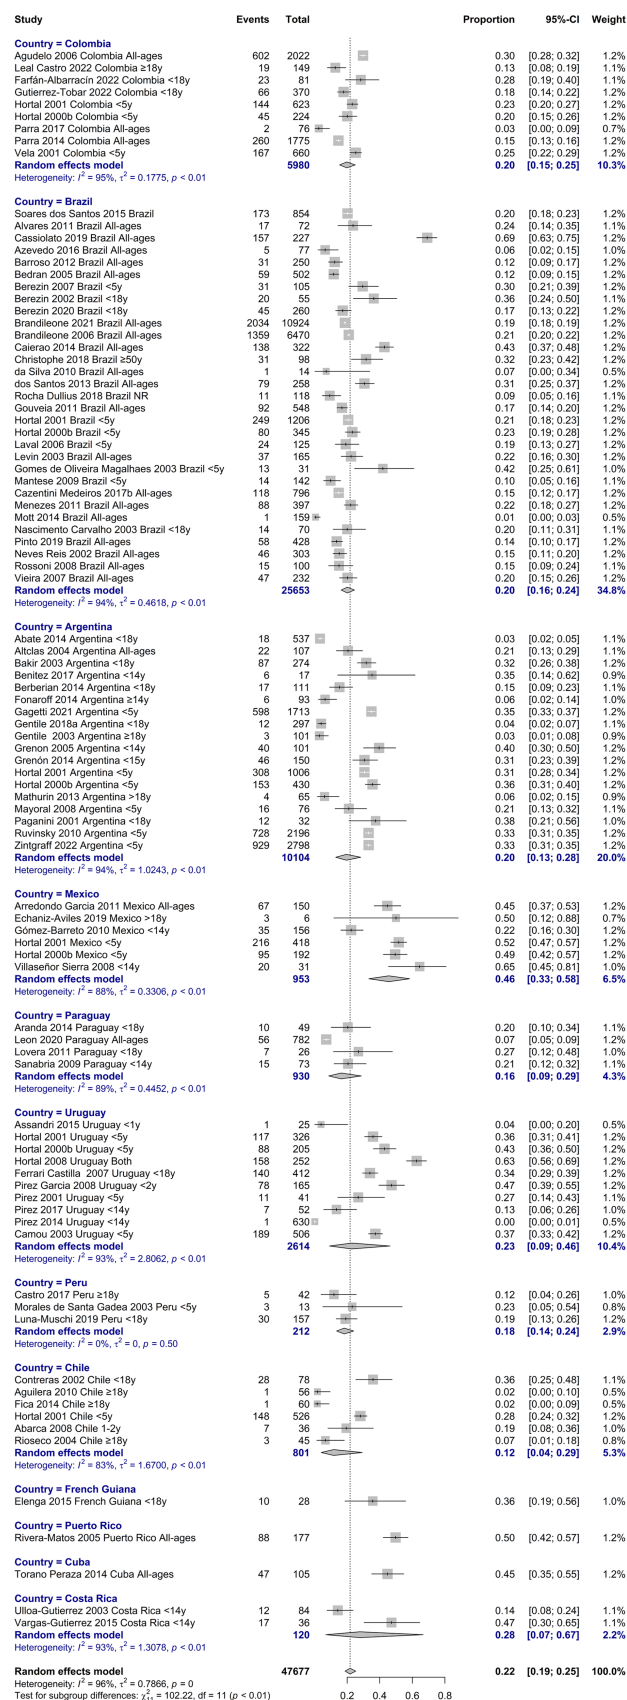 Study Events Total Proportion 95%-CI Weight
Country = Colombia
Agudelo 2006 Colombia All-ages 602 2022 0.30 [0.28; 0.32] 1.2%
Leal Castro 2022 Colombia ≥18y 19 149 0.13 [0.08; 0.19] 1.1%
Farfán-Albarracín 2022 Colombia <18y 23 81 0.28 [0.19; 0.40] 1.1%
Gutierrez-Tobar 2022 Colombia <18y 66 370 0.18 [0.14; 0.22] 1.2%
Hortal 2001 Colombia <5y 144 623 0.23 [0.20; 0.27] 1.2%
Hortal 2000b Colombia <5y 45 224 0.20 [0.15; 0.26] 1.2%
Parra 2017 Colombia All-ages 2 76 0.03 [0.00; 0.09] 0.7%
Parra 2014 Colombia All-ages 260 1775 0.15 [0.13; 0.16] 1.2%
Vela 2001 Colombia <5y 167 660 0.25 [0.22; 0.29] 1.2%
Random effects model 5980 0.20 [0.15; 0.25] 10.3%
Heterogeneity: I² = 95%, τ² = 0.1775, p < 0.01
Country = Brazil
Soares dos Santos 2015 Brazil 173 854 0.20 [0.18; 0.23] 1.2%
Alvares 2011 Brazil All-ages 17 72 0.24 [0.14; 0.35] 1.1%
Cassiolato 2019 Brazil All-ages 157 227 0.69 [0.63; 0.75] 1.2%
Azevedo 2016 Brazil All-ages 5 77 0.06 [0.02; 0.15] 1.0%
Barroso 2012 Brazil All-ages 31 250 0.12 [0.09; 0.17] 1.2%
Bedran 2005 Brazil All-ages 59 502 0.12 [0.09; 0.15] 1.2%
Berezin 2007 Brazil <5y 31 105 0.30 [0.21; 0.39] 1.2%
Berezin 2002 Brazil <18y 20 55 0.36 [0.24; 0.50] 1.1%
Berezin 2020 Brazil <18y 45 260 0.17 [0.13; 0.22] 1.2%
Brandileone 2021 Brazil All-ages 2034 10924 0.19 [0.18; 0.19] 1.2%
Brandileone 2006 Brazil All-ages 1359 6470 0.21 [0.20; 0.22] 1.2%
Caierao 2014 Brazil All-ages 138 322 0.43 [0.37; 0.48] 1.2%
Christophe 2018 Brazil ≥50y 31 98 0.32 [0.23; 0.42] 1.1%
da Silva 2010 Brazil All-ages 1 14 0.07 [0.00; 0.34] 0.5%
dos Santos 2013 Brazil All-ages 79 258 0.31 [0.25; 0.37] 1.2%
Rocha Dullius 2018 Brazil NR 11 118 0.09 [0.05; 0.16] 1.1%
Gouveia 2011 Brazil All-ages 92 548 0.17 [0.14; 0.20] 1.2%
Hortal 2001 Brazil <5y 249 1206 0.21 [0.18; 0.23] 1.2%
Hortal 2000b Brazil <5y 80 345 0.23 [0.19; 0.28] 1.2%
Laval 2006 Brazil <5y 24 125 0.19 [0.13; 0.27] 1.1%
Levin 2003 Brazil All-ages 37 165 0.22 [0.16; 0.30] 1.2%
Gomes de Oliveira Magalhaes 2003 Brazil <5y 13 31 0.42 [0.25; 0.61] 1.0%
Mantese 2009 Brazil <5y 14 142 0.10 [0.05; 0.16] 1.1%
Cazentini Medeiros 2017b All-ages 118 796 0.15 [0.12; 0.17] 1.2%
Menezes 2011 Brazil All-ages 88 397 0.22 [0.18; 0.27] 1.2%
Mott 2014 Brazil All-ages 1 159 0.01 [0.00; 0.03] 0.5%
Nascimento Carvalho 2003 Brazil <18y 14 70 0.20 [0.11; 0.31] 1.1%
Pinto 2019 Brazil All-ages 58 428 0.14 [0.10; 0.17] 1.2%
Neves Reis 2002 Brazil All-ages 46 303 0.15 [0.11; 0.20] 1.2%
Rossoni 2008 Brazil All-ages 15 100 0.15 [0.09; 0.24] 1.1%
Vieira 2007 Brazil All-ages 47 232 0.20 [0.15; 0.26] 1.2%
Random effects model 25653 0.20 [0.16; 0.24] 34.8%
Heterogeneity: I² = 94%, τ² = 0.4618, p < 0.01
Country = Argentina
Abate 2014 Argentina <18y 18 537 0.03 [0.02; 0.05] 1.1%
Altclas 2004 Argentina All-ages 22 107 0.21 [0.13; 0.29] 1.1%
Bakir 2003 Argentina <18y 87 274 0.32 [0.26; 0.38] 1.2%
Benitez 2017 Argentina <14y 6 17 0.35 [0.14; 0.62] 0.9%
Berberian 2014 Argentina <18y 17 111 0.15 [0.09; 0.23] 1.1%
Fonaroff 2014 Argentina ≥14y 6 93 0.06 [0.02; 0.14] 1.0%
Gagetti 2021 Argentina <5y 598 1713 0.35 [0.33; 0.37] 1.2%
Gentile 2018a Argentina <18y 12 297 0.04 [0.02; 0.07] 1.1%
Gentile 2003 Argentina ≥18y 3 101 0.03 [0.01; 0.08] 0.9%
Grenon 2005 Argentina <14y 40 101 0.40 [0.30; 0.50] 1.2%
Grenón 2014 Argentina <15y 46 150 0.31 [0.23; 0.39] 1.2%
Hortal 2001 Argentina <5y 308 1006 0.31 [0.28; 0.34] 1.2%
Hortal 2000b Argentina <5y 153 430 0.36 [0.31; 0.40] 1.2%
Mathurin 2013 Argentina >18y 4 65 0.06 [0.02; 0.15] 0.9%
Mayoral 2008 Argentina <5y 16 76 0.21 [0.13; 0.32] 1.1%
Paganini 2001 Argentina <18y 12 32 0.38 [0.21; 0.56] 1.0%
Ruvinsky 2010 Argentina <5y 728 2196 0.33 [0.31; 0.35] 1.2%
Zintgraff 2022 Argentina <5y 929 2798 0.33 [0.31; 0.35] 1.2%
Random effects model 10104 0.20 [0.13; 0.28] 20.0%
Heterogeneity: I² = 94%, τ² = 1.0243, p < 0.01
Country = Mexico
Arredondo Garcia 2011 Mexico All-ages 67 150 0.45 [0.37; 0.53] 1.2%
Echaniz-Aviles 2019 Mexico >18y 3 6 0.50 [0.12; 0.88] 0.7%
Gómez-Barreto 2010 Mexico <14y 35 156 0.22 [0.16; 0.30] 1.2%
Hortal 2001 Mexico <5y 216 418 0.52 [0.47; 0.57] 1.2%
Hortal 2000b Mexico <5y 95 192 0.49 [0.42; 0.57] 1.2%
Villaseñor Sierra 2008 <14y 20 31 0.65 [0.45; 0.81] 1.0%
Random effects model 953 0.46 [0.33; 0.58] 6.5%
Heterogeneity: I² = 88%, τ² = 0.3306, p < 0.01
Country = Paraguay
Aranda 2014 Paraguay <18y 10 49 0.20 [0.10; 0.34] 1.1%
Leon 2020 Paraguay All-ages 56 782 0.07 [0.05; 0.09] 1.2%
Lovera 2011 Paraguay <18y 7 26 0.27 [0.12; 0.48] 1.0%
Sanabria 2009 Paraguay <14y 15 73 0.21 [0.12; 0.32] 1.1%
Random effects model 930 0.16 [0.09; 0.29] 4.3%
Heterogeneity: I² = 89%, τ² = 0.4452, p < 0.01
Country = Uruguay
Assandri 2015 Uruguay <1y 1 25 0.04 [0.00; 0.20] 0.5%
Hortal 2001 Uruguay <5y 117 326 0.36 [0.31; 0.41] 1.2%
Hortal 2000b Uruguay <5y 88 205 0.43 [0.36; 0.50] 1.2%
Hortal 2008 Uruguay Both 158 252 0.63 [0.56; 0.69] 1.2%
Ferrari Castilla 2007 Uruguay <18y 140 412 0.34 [0.29; 0.39] 1.2%
Pirez Garcia 2008 Uruguay <2y 78 165 0.47 [0.39; 0.55] 1.2%
Pirez 2001 Uruguay <5y 11 41 0.27 [0.14; 0.43] 1.0%
Pirez 2017 Uruguay <14y 7 52 0.13 [0.06; 0.26] 1.0%
Pirez 2014 Uruguay <14y 1 630 0.00 [0.00; 0.01] 0.5%
Camou 2003 Uruguay <5y 189 506 0.37 [0.33; 0.42] 1.2%
Random effects model 2614 0.23 [0.09; 0.46] 10.4%
Heterogeneity: I² = 93%, τ² = 2.8062, p < 0.01
Country = Peru
Castro 2017 Peru ≥18y 5 42 0.12 [0.04; 0.26] 1.0%
Morales de Santa Gadea 2003 Peru <5y 3 13 0.23 [0.05; 0.54] 0.8%
Luna-Muschi 2019 Peru <18y 30 157 0.19 [0.13; 0.26] 1.2%
Random effects model 212 0.18 [0.14; 0.24] 2.9%
Heterogeneity: I² = 0%, τ² = 0, p = 0.50
Country = Chile
Contreras 2002 Chile <18y 28 78 0.36 [0.25; 0.48] 1.1%
Aguilera 2010 Chile ≥18y 1 56 0.02 [0.00; 0.10] 0.5%
Fica 2014 Chile ≥18y 1 60 0.02 [0.00; 0.09] 0.5%
Hortal 2001 Chile <5y 148 526 0.28 [0.24; 0.32] 1.2%
Abarca 2008 Chile 1-2y 7 36 0.19 [0.08; 0.36] 1.0%
Rioseco 2004 Chile ≥18y 3 45 0.07 [0.01; 0.18] 0.8%
Random effects model 801 0.12 [0.04; 0.29] 5.3%
Heterogeneity: I² = 83%, τ² = 1.6700, p < 0.01
Country = French Guiana
Elenga 2015 French Guiana <18y 10 28 0.36 [0.19; 0.56] 1.0%
Country = Puerto Rico
Rivera-Matos 2005 Puerto Rico All-ages 88 177 0.50 [0.42; 0.57] 1.2%
Country = Cuba
Torano Peraza 2014 Cuba All-ages 47 105 0.45 [0.35; 0.55] 1.2%
Country = Costa Rica
Ulloa-Gutierrez 2003 Costa Rica <14y 12 84 0.14 [0.08; 0.24] 1.1%
Vargas-Gutierrez 2015 Costa Rica <14y 17 36 0.47 [0.30; 0.65] 1.1%
Random effects model 120 0.28 [0.07; 0.67] 2.2%
Heterogeneity: I² = 93%, τ² = 1.3078, p < 0.01
Random effects model 47677 0.22 [0.19; 0.25] 100.0%
Heterogeneity: I² = 96%, τ² = 0.7866, p = 0
Test for subgroup differences: χ²₁₁ = 102.22, df = 11 (p < 0.01)
0.2 0.4 0.6 0.8